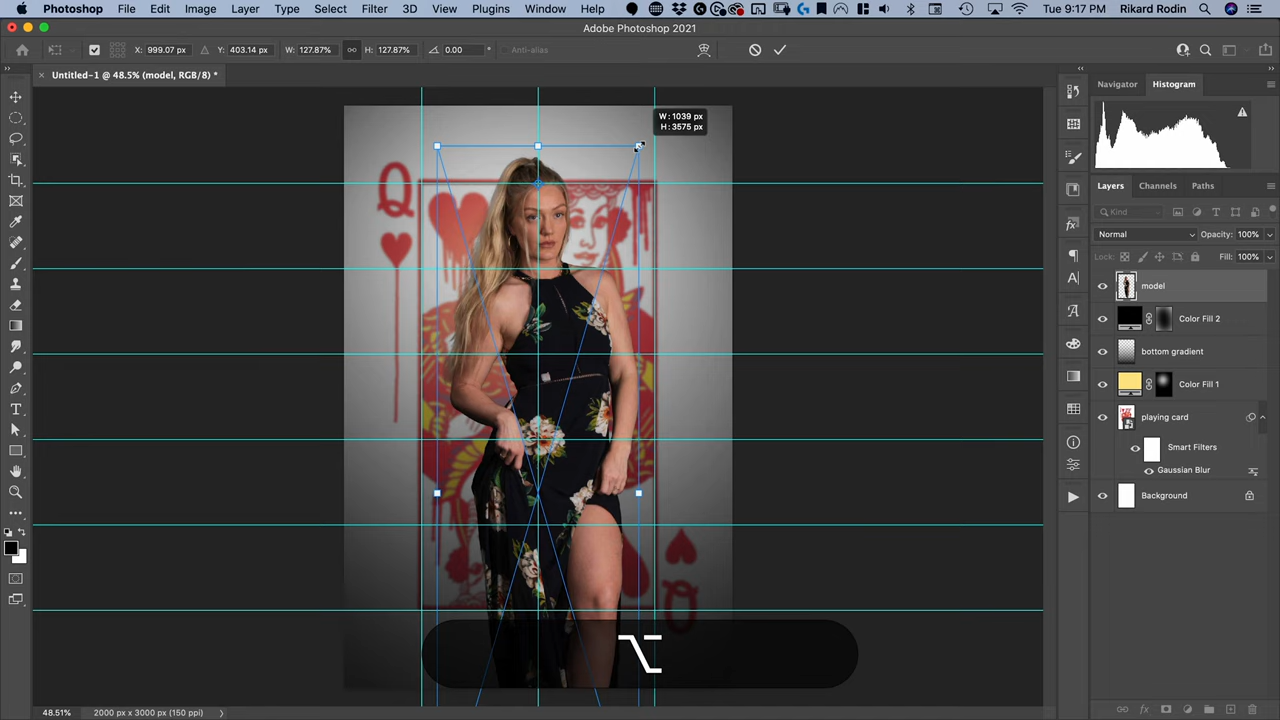 Photoshop File Edit Image Layer Type Select Filter 3D View Plugins Window Help Tue 9:17 PM Rikard Rodin
Adobe Photoshop 2021
X: 999.07 px Y: 403.14 px W: 127.87% H: 127.87% 0.00 ° Anti-alias
Untitled-1 @ 48.5% (model, RGB/8) *
Navigator Histogram
W: 1039 px
H: 3575 px
Q
Layers Channels Paths
Kind
Normal Opacity: 100%
Lock: Fill: 100%
model
Color Fill 2
bottom gradient
Color Fill 1
playing card
Smart Filters
Gaussian Blur
Background
Q
⌥
48.51% 2000 px x 3000 px (150 ppi)